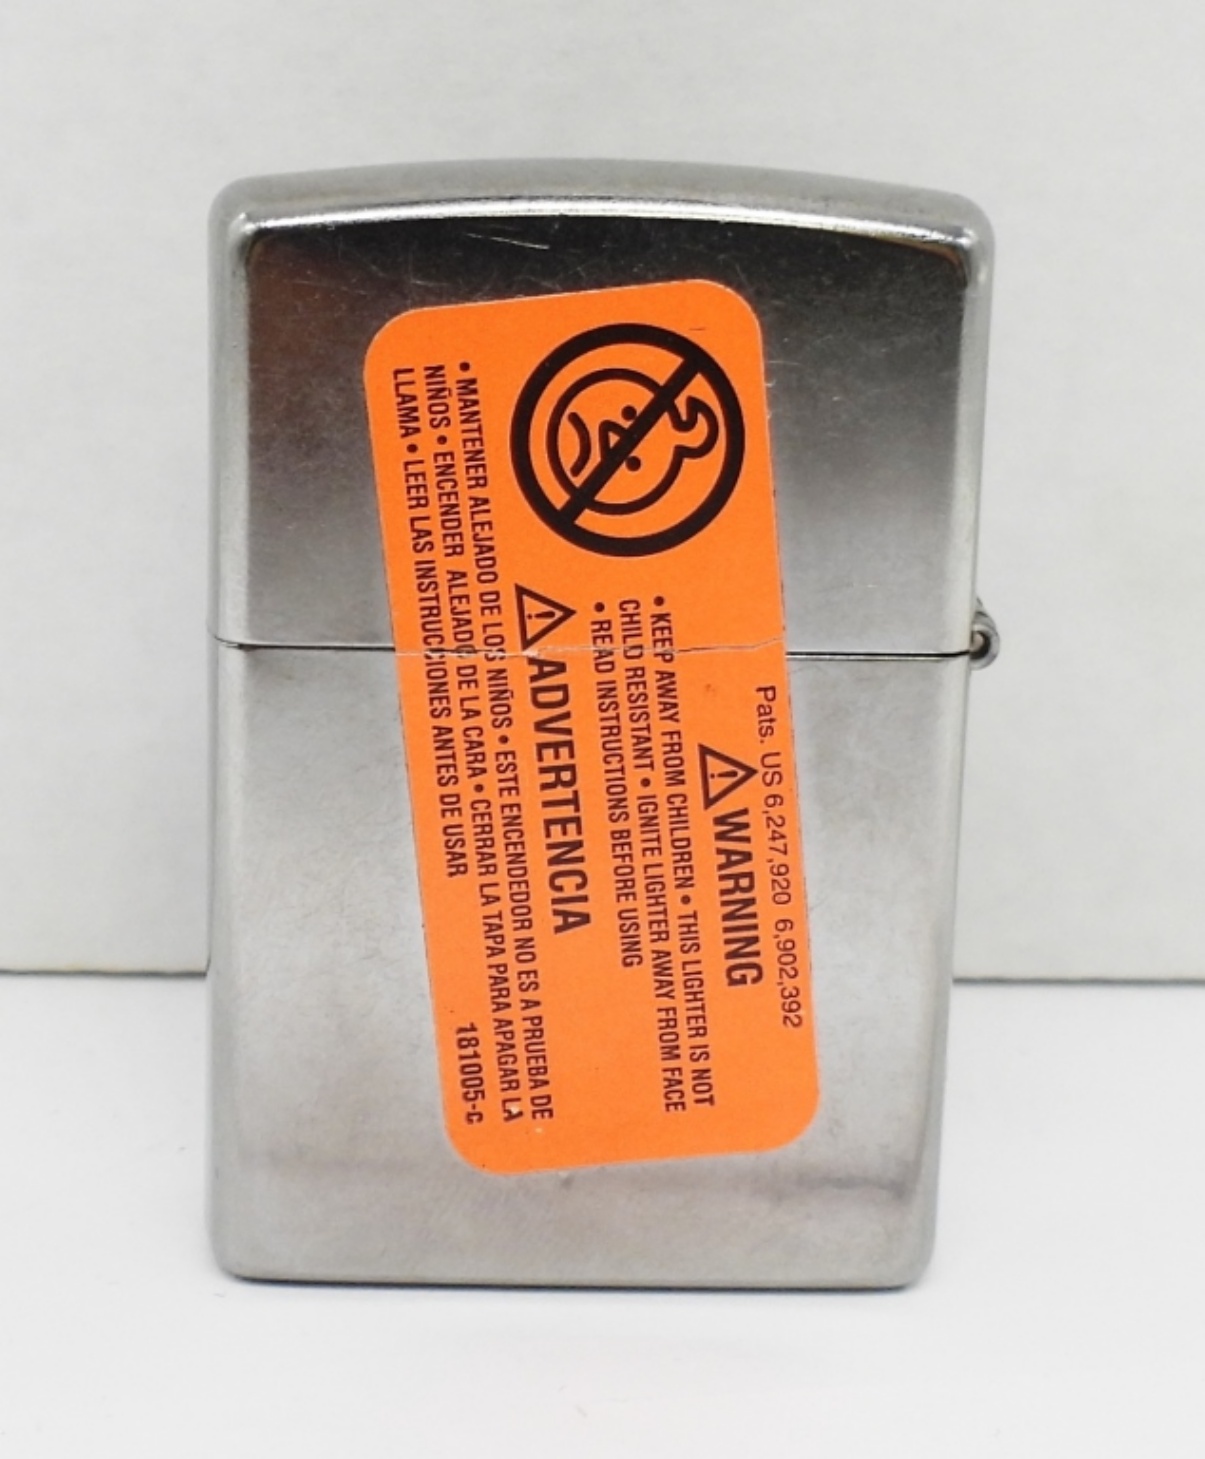 Pats. US 6,247,920 6,902,392
WARNING
• KEEP AWAY FROM CHILDREN • THIS LIGHTER IS NOT
CHILD RESISTANT • IGNITE LIGHTER AWAY FROM FACE
• READ INSTRUCTIONS BEFORE USING
ADVERTENCIA
• MANTENER ALEJADO DE LOS NIÑOS • ESTE ENCENDEDOR NO ES A PRUEBA DE
NIÑOS • ENCENDER ALEJADO DE LA CARA • CERRAR LA TAPA PARA APAGAR LA
LLAMA • LEER LAS INSTRUCCIONES ANTES DE USAR
181005-C